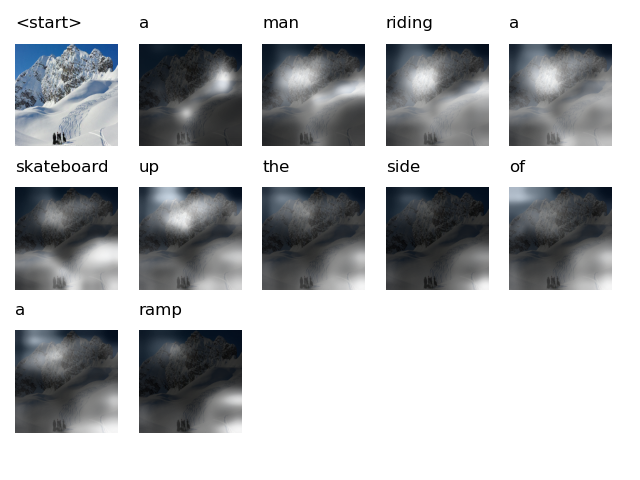 <start> a man riding a
skateboard up the side of
a ramp